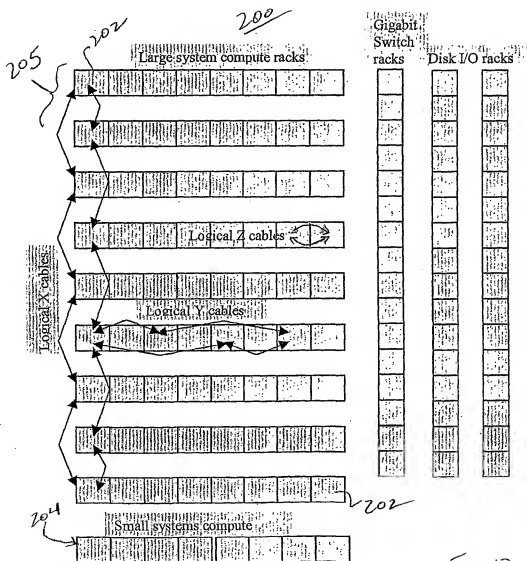 200
Gigabit
Switch
racks
205
202
Large system compute racks
Disk I/O racks
Logical Z cables
Logical X cables
Logical Y cables
202
204
Small systems compute